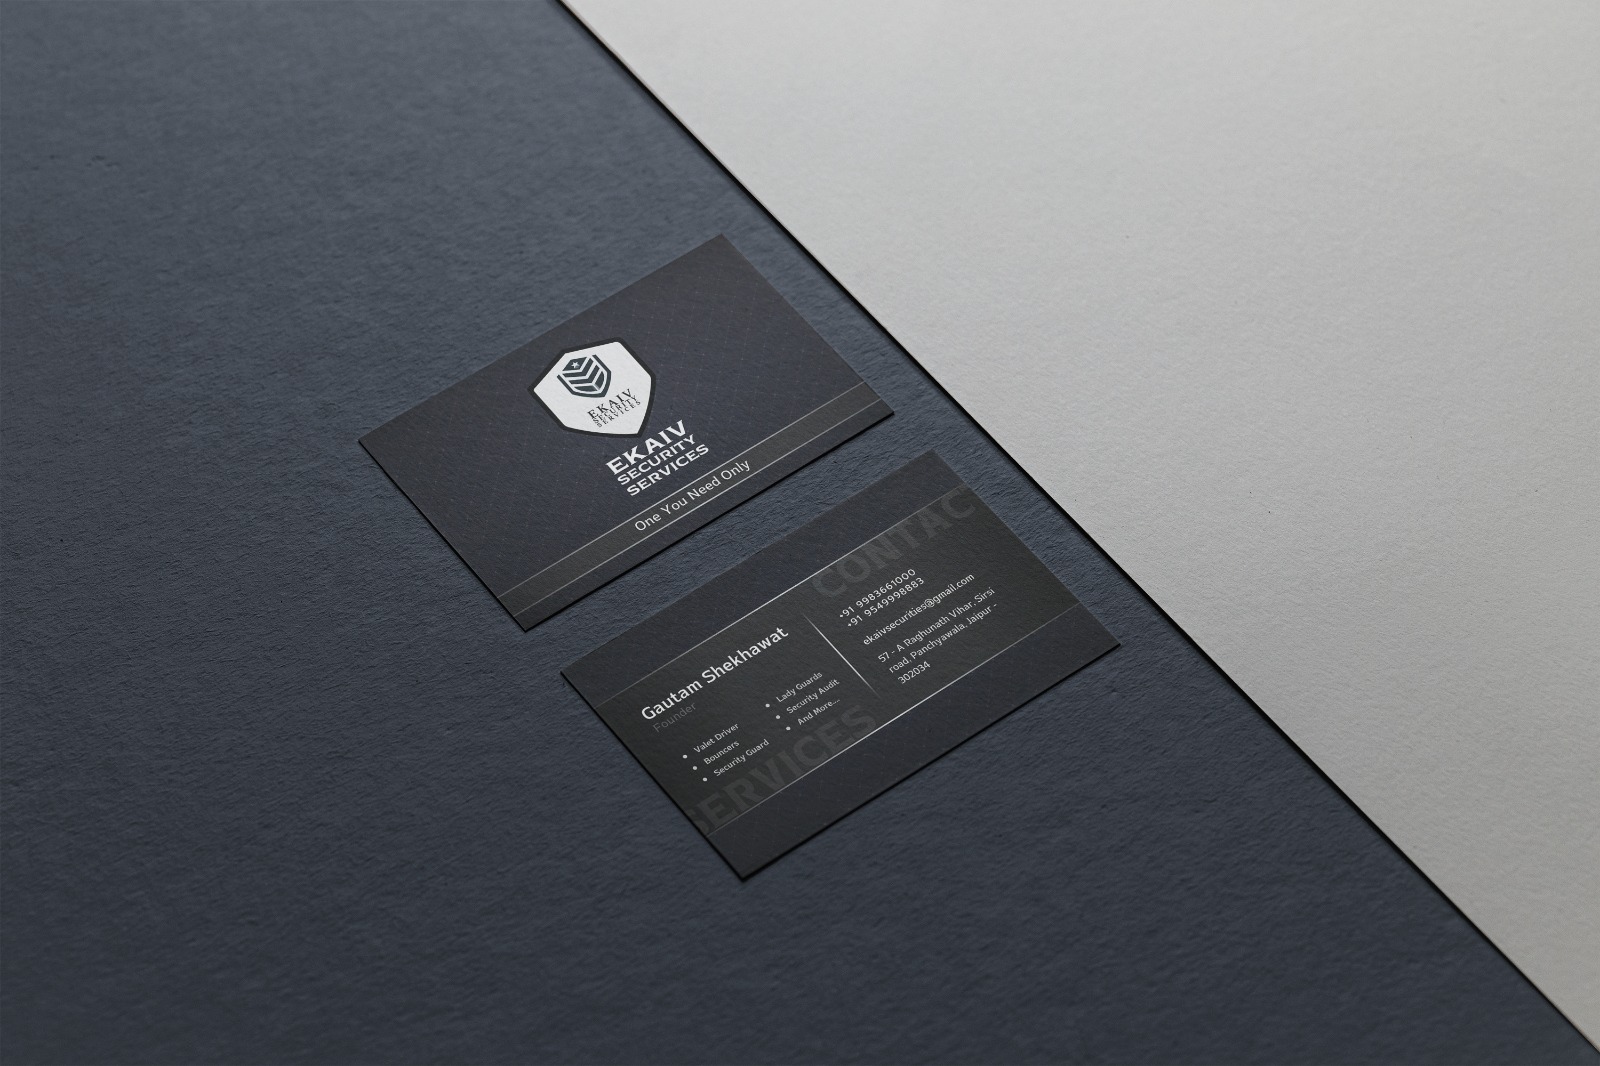 EKAIV
SECURITY
SERVICES
EKAIV
SECURITY
SERVICES
One You Need Only
Gautam Shekhawat
Founder
• Valet Driver
• Bouncers
• Security Guard
• Lady Guards
• Security Audit
• And More...
SERVICES
CONTAC
+91 9983661000
+91 9549998883
ekaivsecurities@gmail.com
57 - A Raghunath Vihar, Sirsi
road, Panchyawala, Jaipur -
302034